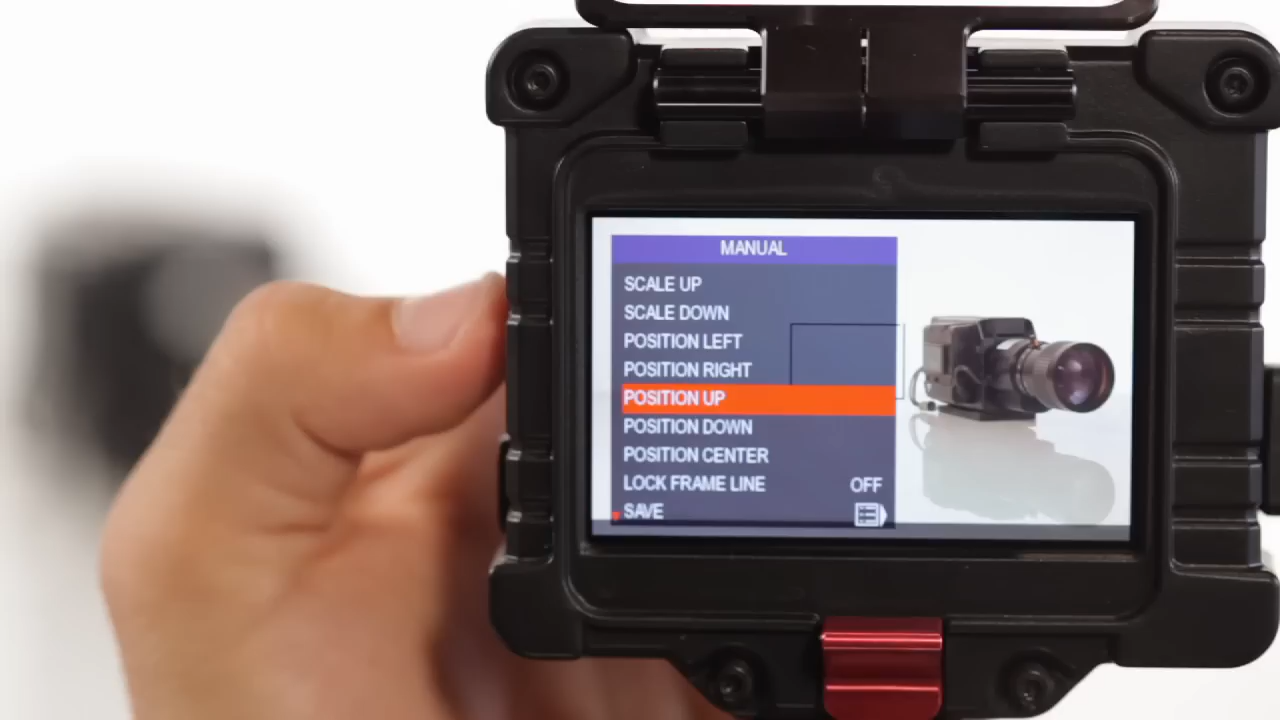 MANUAL
SCALE UP
SCALE DOWN
POSITION LEFT
POSITION RIGHT
POSITION UP
POSITION DOWN
POSITION CENTER
LOCK FRAME LINE OFF
SAVE